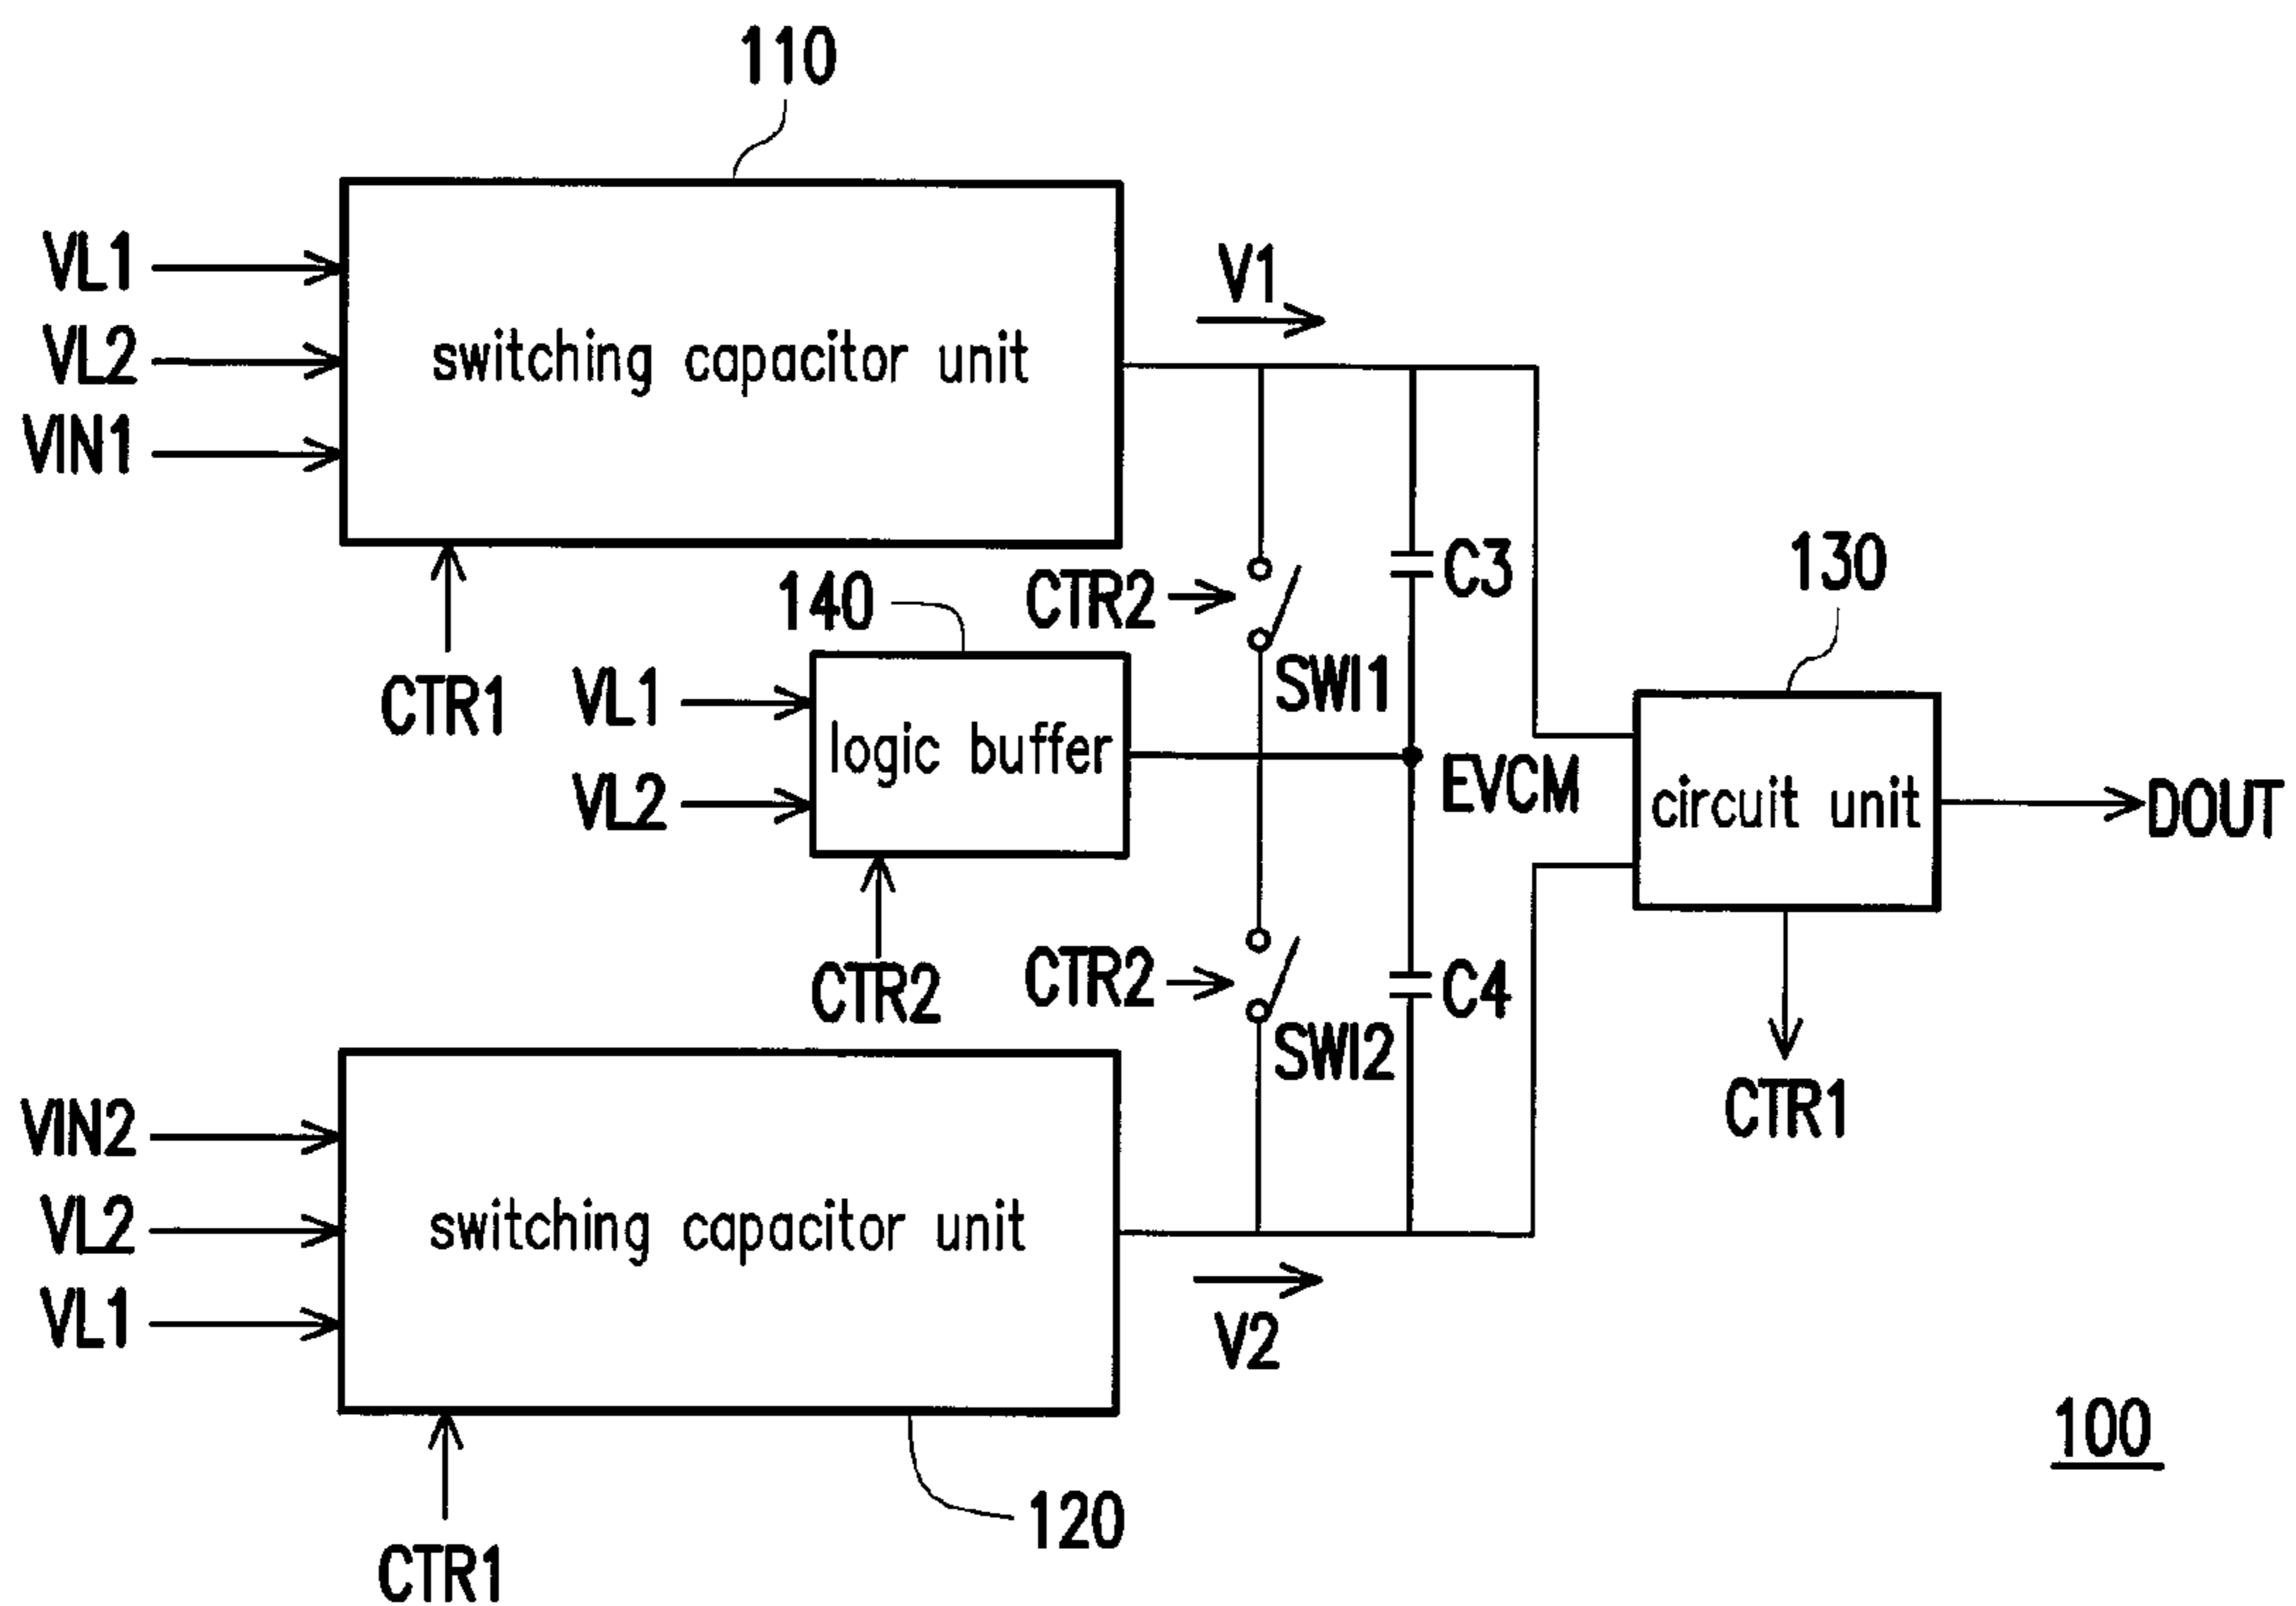 110
VL1
VL2
VIN1
switching capacitor unit
V1
CTR1
140
CTR2
C3
130
SWI1
VL1
VL2
logic buffer
EVCM
circuit unit
DOUT
CTR2
CTR2
C4
SWI2
CTR1
VIN2
VL2
VL1
switching capacitor unit
V2
CTR1
120
100